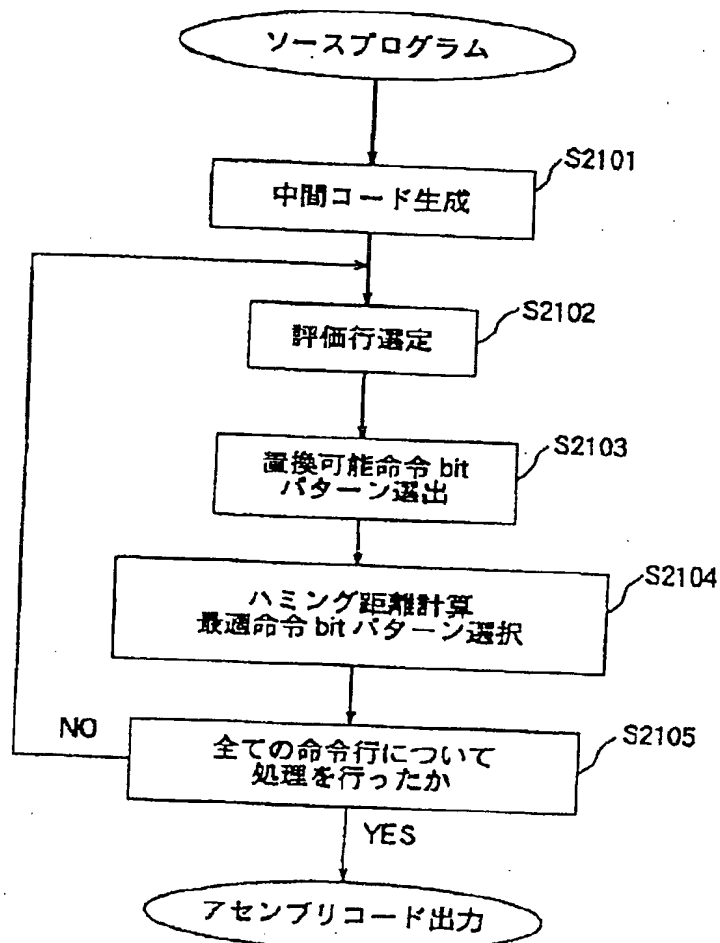 ソースプログラム
S2101
中間コード生成
S2102
評価行選定
S2103
置換可能命令 bit
パターン選出
S2104
ハミング距離計算
最適命令 bit パターン選択
NO
S2105
全ての命令行について
処理を行ったか
YES
アセンブリコード出力